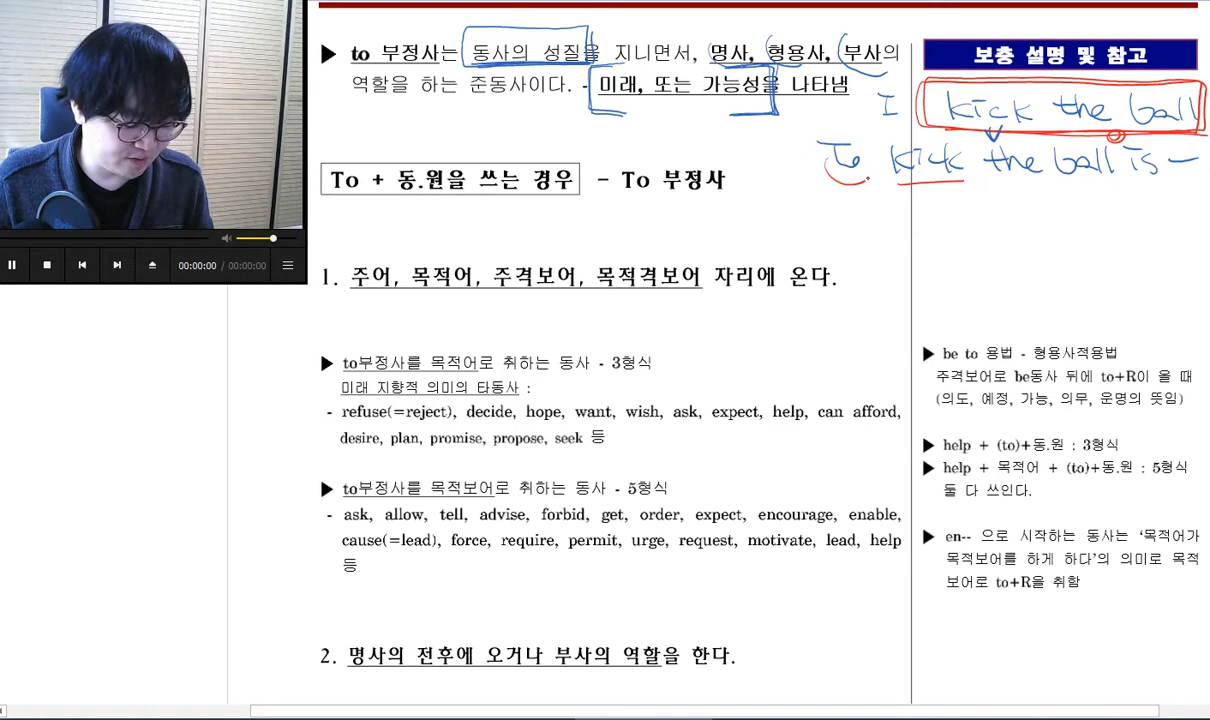 ▶ to 부정사는 동사의 성질을 지니면서, 명사, 형용사, 부사의
역할을 하는 준동사이다. - 미래, 또는 가능성을 나타냄
To + 동.원을 쓰는 경우 - To 부정사
1. 주어, 목적어, 주격보어, 목적격보어 자리에 온다.
▶ to부정사를 목적어로 취하는 동사 - 3형식
미래 지향적 의미의 타동사 :
- refuse(=reject), decide, hope, want, wish, ask, expect, help, can afford,
desire, plan, promise, propose, seek 등
▶ to부정사를 목적보어로 취하는 동사 - 5형식
- ask, allow, tell, advise, forbid, get, order, expect, encourage, enable,
cause(=lead), force, require, permit, urge, request, motivate, lead, help
등
2. 명사의 전후에 오거나 부사의 역할을 한다.
보충 설명 및 참고
I kick the ball
To kick the ball is ―
▶ be to 용법 - 형용사적용법
주격보어로 be동사 뒤에 to+R이 올 때
(의도, 예정, 가능, 의무, 운명의 뜻임)
▶ help + (to)+동.원 : 3형식
▶ help + 목적어 + (to)+동.원 : 5형식
둘 다 쓰인다.
▶ en-- 으로 시작하는 동사는 '목적어가
목적보어를 하게 하다'의 의미로 목적
보어로 to+R을 취함
00:00:00 / 00:00:00